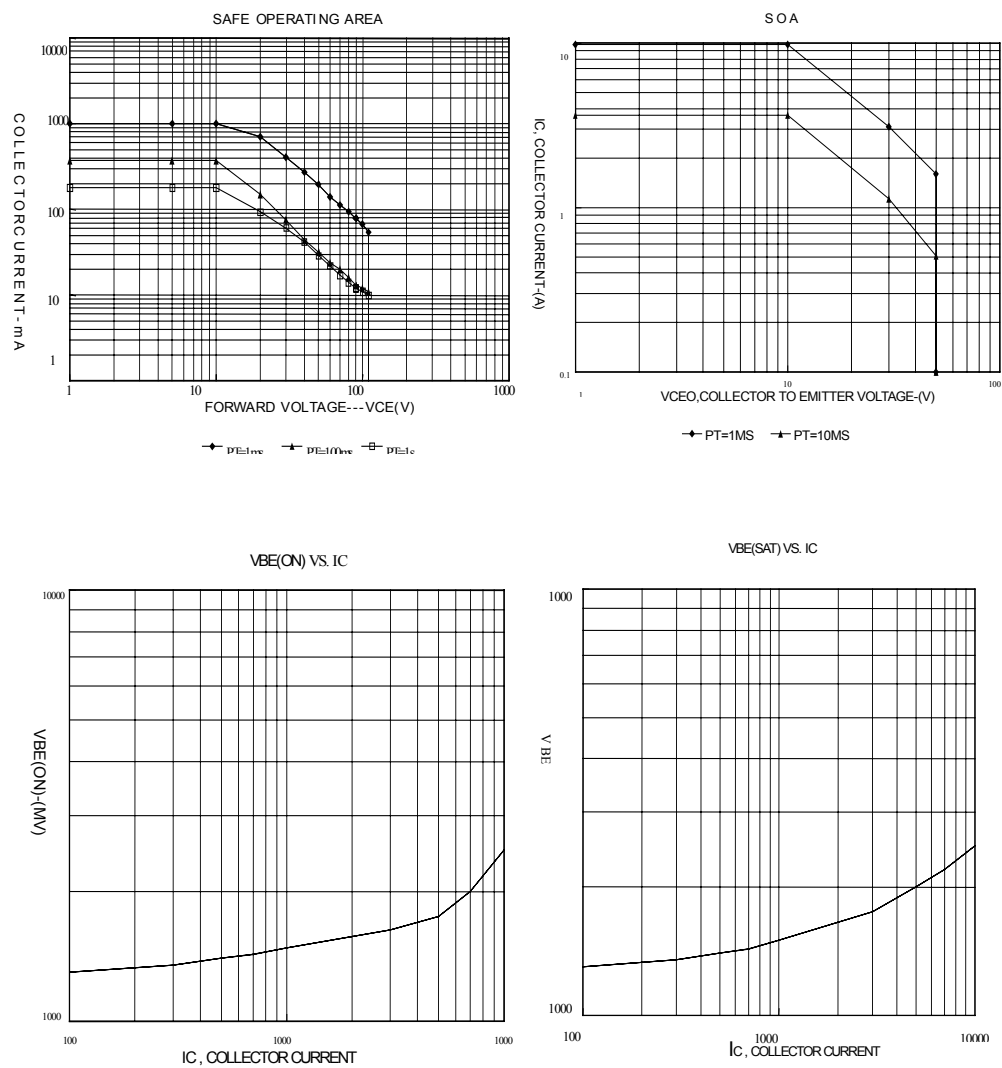 SAFE OPERATING AREA
10000
1000
100
10
1
COLLECTORCURRENT-mA
1
10
100
1000
FORWARD VOLTAGE---VCE(V)
PT=1ms
PT=100ms
PT=1s
S O A
10
1
0.1
IC, COLLECTOR CURRENT-(A)
1
10
100
VCEO,COLLECTOR TO EMITTER VOLTAGE-(V)
PT=1MS
PT=10MS
VBE(ON) VS. IC
10000
1000
VBE(ON)-(MV)
100
1000
1000
IC , COLLECTOR CURRENT
VBE(SAT) VS. IC
1000
1000
V BE
100
1000
10000
IC , COLLECTOR CURRENT